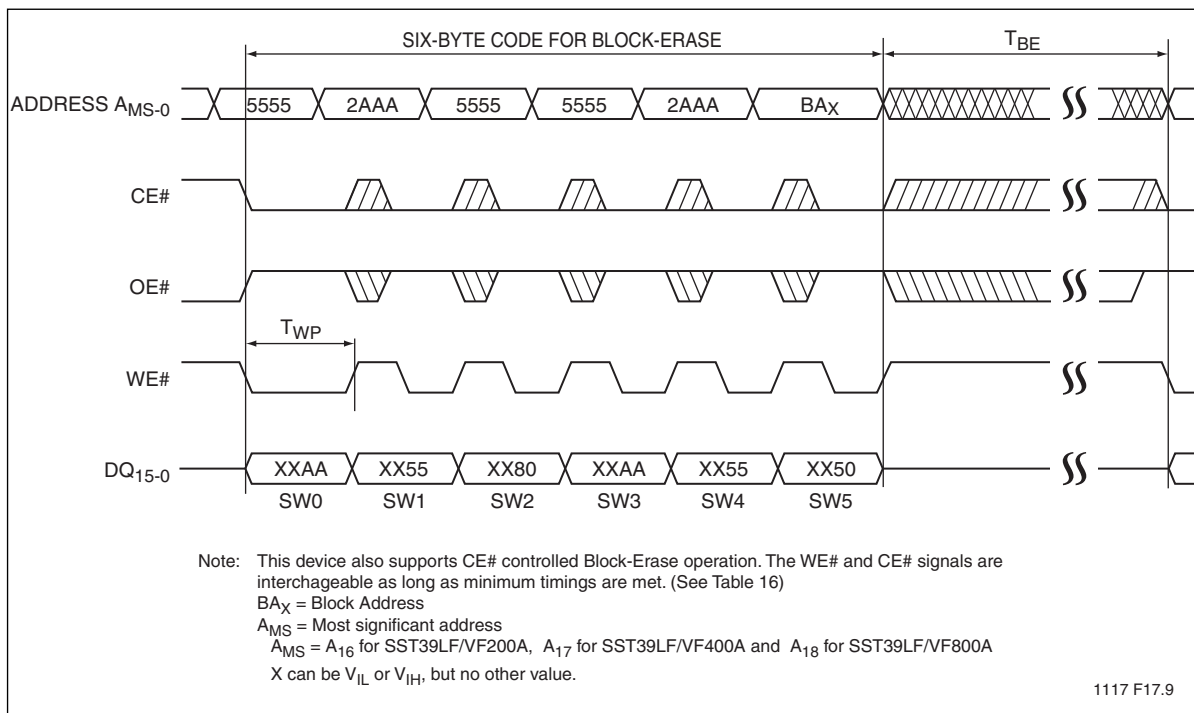 SIX-BYTE CODE FOR BLOCK-ERASE
TBE
ADDRESS AMS-0
5555 2AAA 5555 5555 2AAA BAX
CE#
OE#
TWP
WE#
DQ15-0
XXAA XX55 XX80 XXAA XX55 XX50
SW0 SW1 SW2 SW3 SW4 SW5
Note: This device also supports CE# controlled Block-Erase operation. The WE# and CE# signals are
interchageable as long as minimum timings are met. (See Table 16)
BAX = Block Address
AMS = Most significant address
AMS = A16 for SST39LF/VF200A, A17 for SST39LF/VF400A and A18 for SST39LF/VF800A
X can be VIL or VIH, but no other value.
1117 F17.9